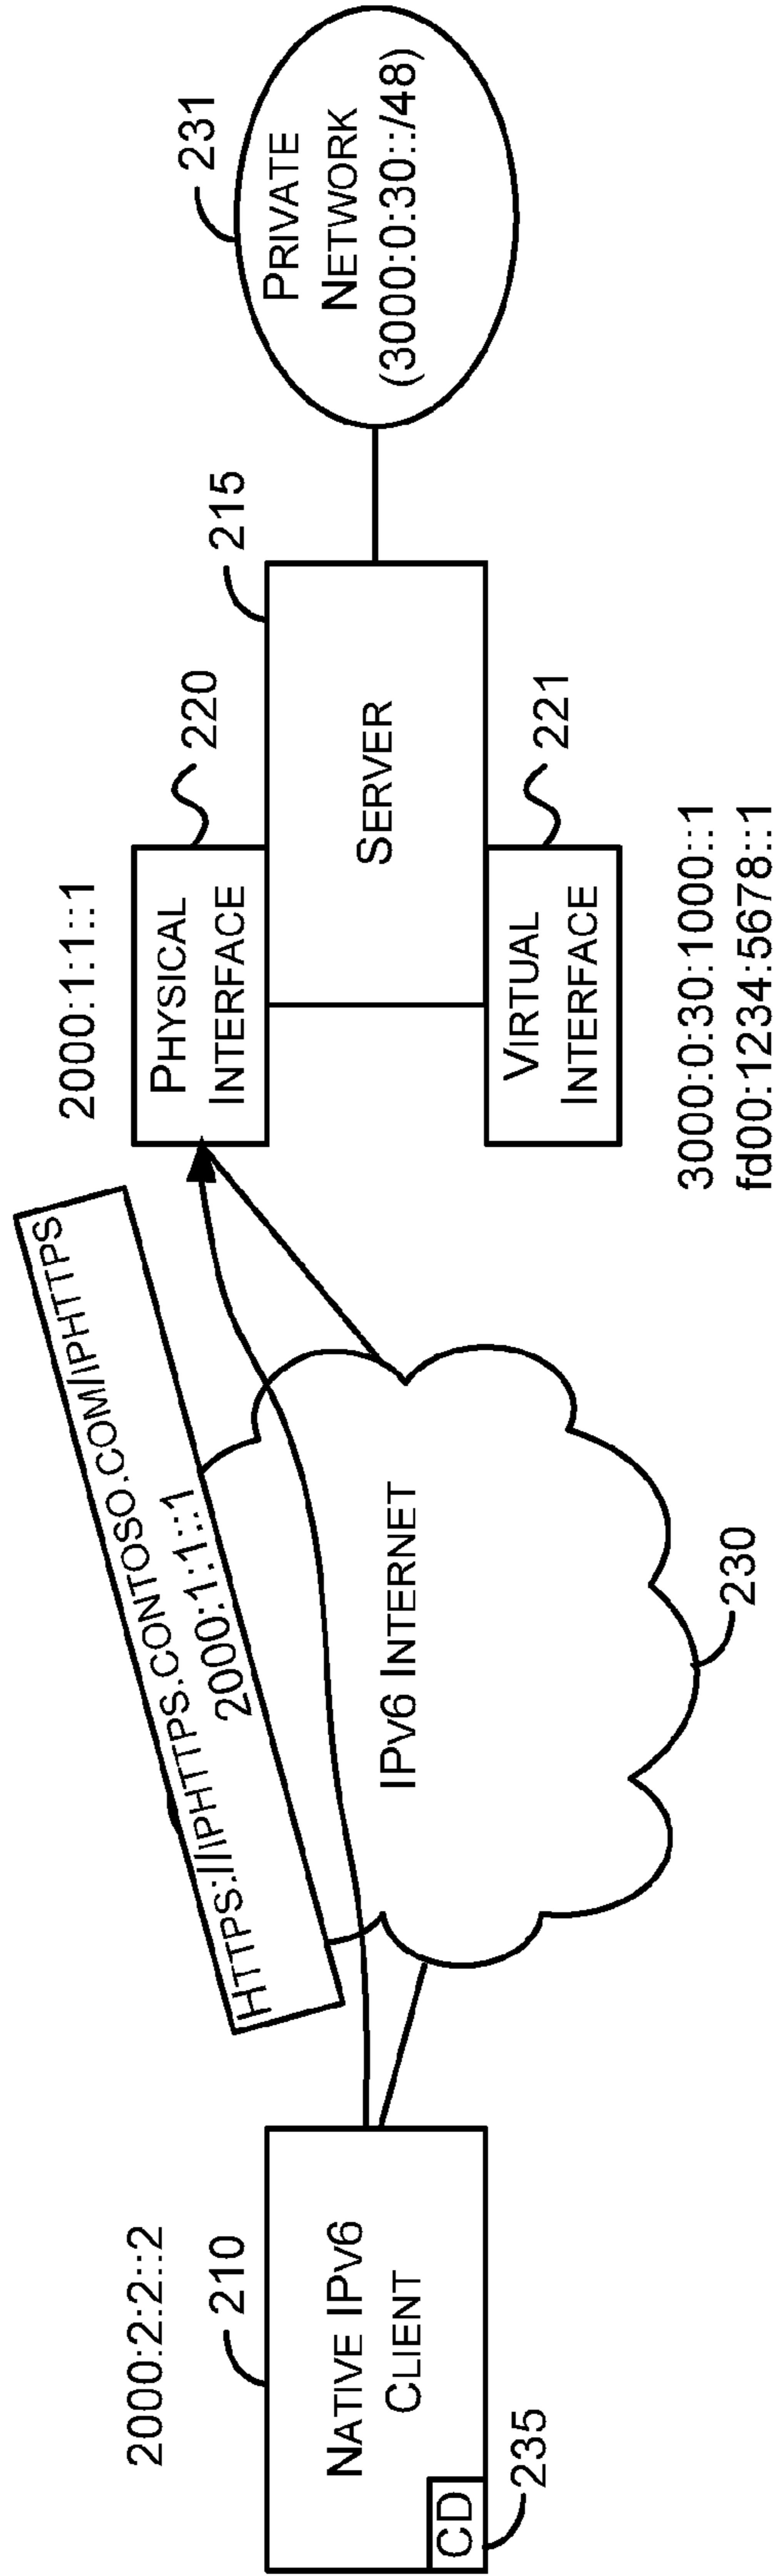 2000:2:2::2
210
NATIVE IPV6
CLIENT
CD
235
HTTPS://IPHTTPS.CONTOSO.COM/IPHTTPS
2000:1:1::1
IPV6 INTERNET
230
2000:1:1::1
PHYSICAL
INTERFACE
220
215
SERVER
VIRTUAL
INTERFACE
221
3000:0:30:1000::1
fd00:1234:5678::1
231
PRIVATE
NETWORK
(3000:0:30::/48)